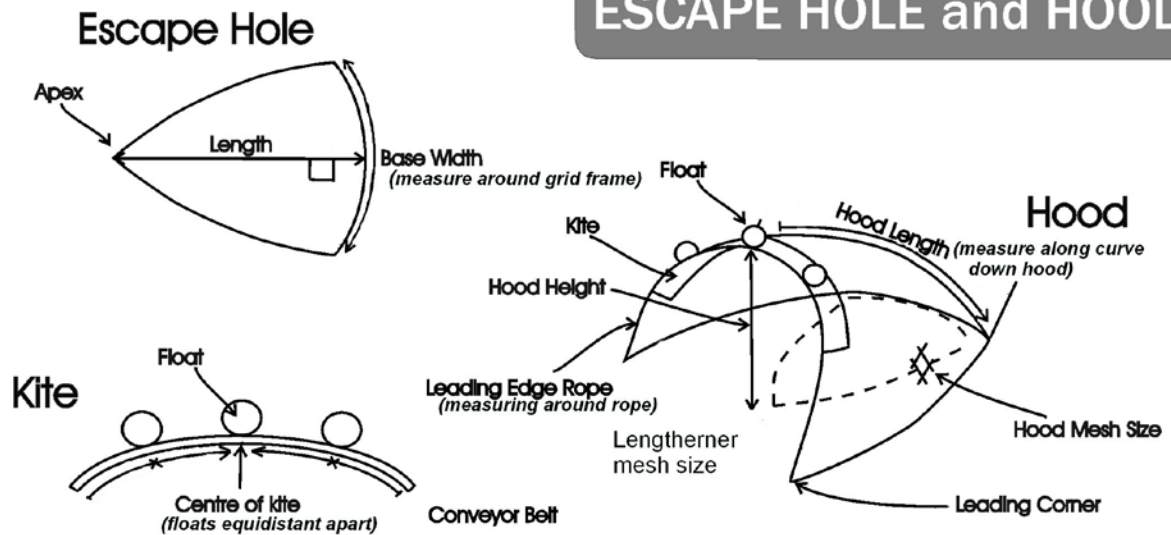 ESCAPE HOLE and HOOD
Escape Hole
Apex
Length
Base Width
(measure around grid frame)
Float
Kite
Hood Height
Hood Length
(measure along curve
down hood)
Hood
Leading Edge Rope
(measuring around rope)
Lengtherner
mesh size
Hood Mesh Size
Leading Corner
Kite
Float
Centre of kite
(floats equidistant apart)
Conveyor Belt